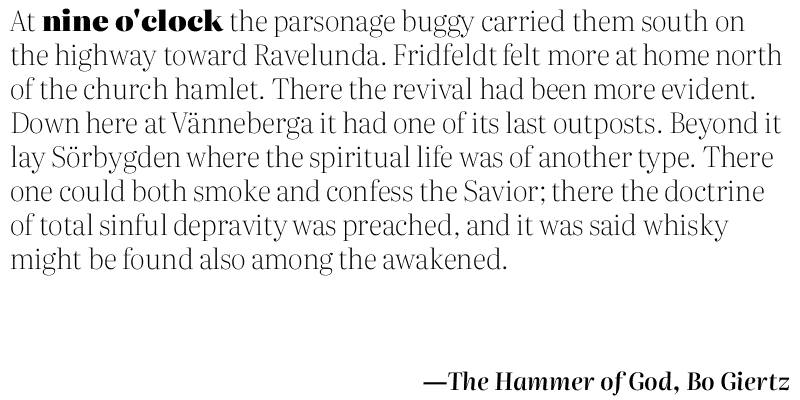 At nine o'clock the parsonage buggy carried them south on
the highway toward Ravelunda. Fridfeldt felt more at home north
of the church hamlet. There the revival had been more evident.
Down here at Vänneberga it had one of its last outposts. Beyond it
lay Sörbygden where the spiritual life was of another type. There
one could both smoke and confess the Savior; there the doctrine
of total sinful depravity was preached, and it was said whisky
might be found also among the awakened.
—The Hammer of God, Bo Giertz